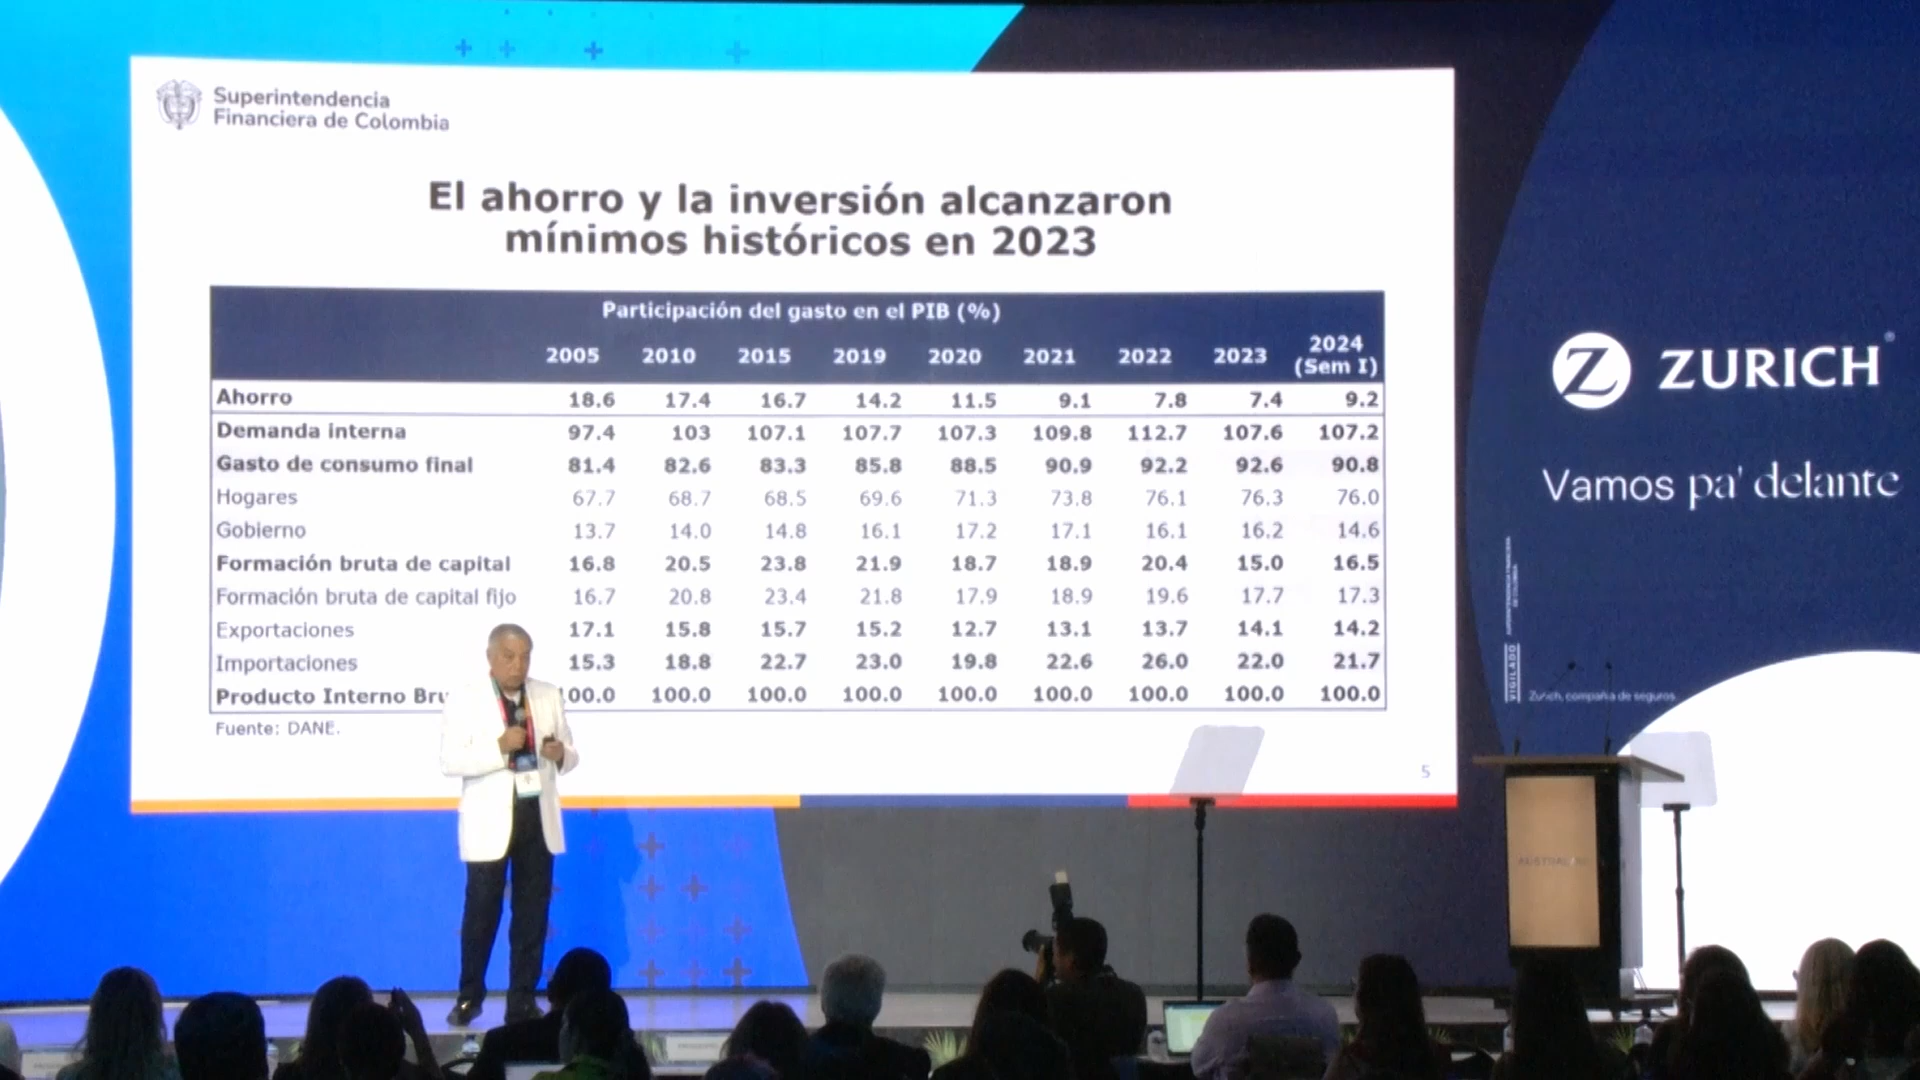 Superintendencia
Financiera de Colombia
El ahorro y la inversión alcanzaron
mínimos históricos en 2023
Participación del gasto en el PIB (%)
2005 2010 2015 2019 2020 2021 2022 2023 2024 (Sem I)
Ahorro 18.6 17.4 16.7 14.2 11.5 9.1 7.8 7.4 9.2
Demanda interna 97.4 103 107.1 107.7 107.3 109.8 112.7 107.6 107.2
Gasto de consumo final 81.4 82.6 83.3 85.8 88.5 90.9 92.2 92.6 90.8
Hogares 67.7 68.7 68.5 69.6 71.3 73.8 76.1 76.3 76.0
Gobierno 13.7 14.0 14.8 16.1 17.2 17.1 16.1 16.2 14.6
Formación bruta de capital 16.8 20.5 23.8 21.9 18.7 18.9 20.4 15.0 16.5
Formación bruta de capital fijo 16.7 20.8 23.4 21.8 17.9 18.9 19.6 17.7 17.3
Exportaciones 17.1 15.8 15.7 15.2 12.7 13.1 13.7 14.1 14.2
Importaciones 15.3 18.8 22.7 23.0 19.8 22.6 26.0 22.0 21.7
Producto Interno Bru 100.0 100.0 100.0 100.0 100.0 100.0 100.0 100.0 100.0
Fuente: DANE.
5
ZURICH®
Vamos pa' delante
VIGILADO
SUPERINTENDENCIA FINANCIERA
DE COLOMBIA
Zurich, compañía de seguros